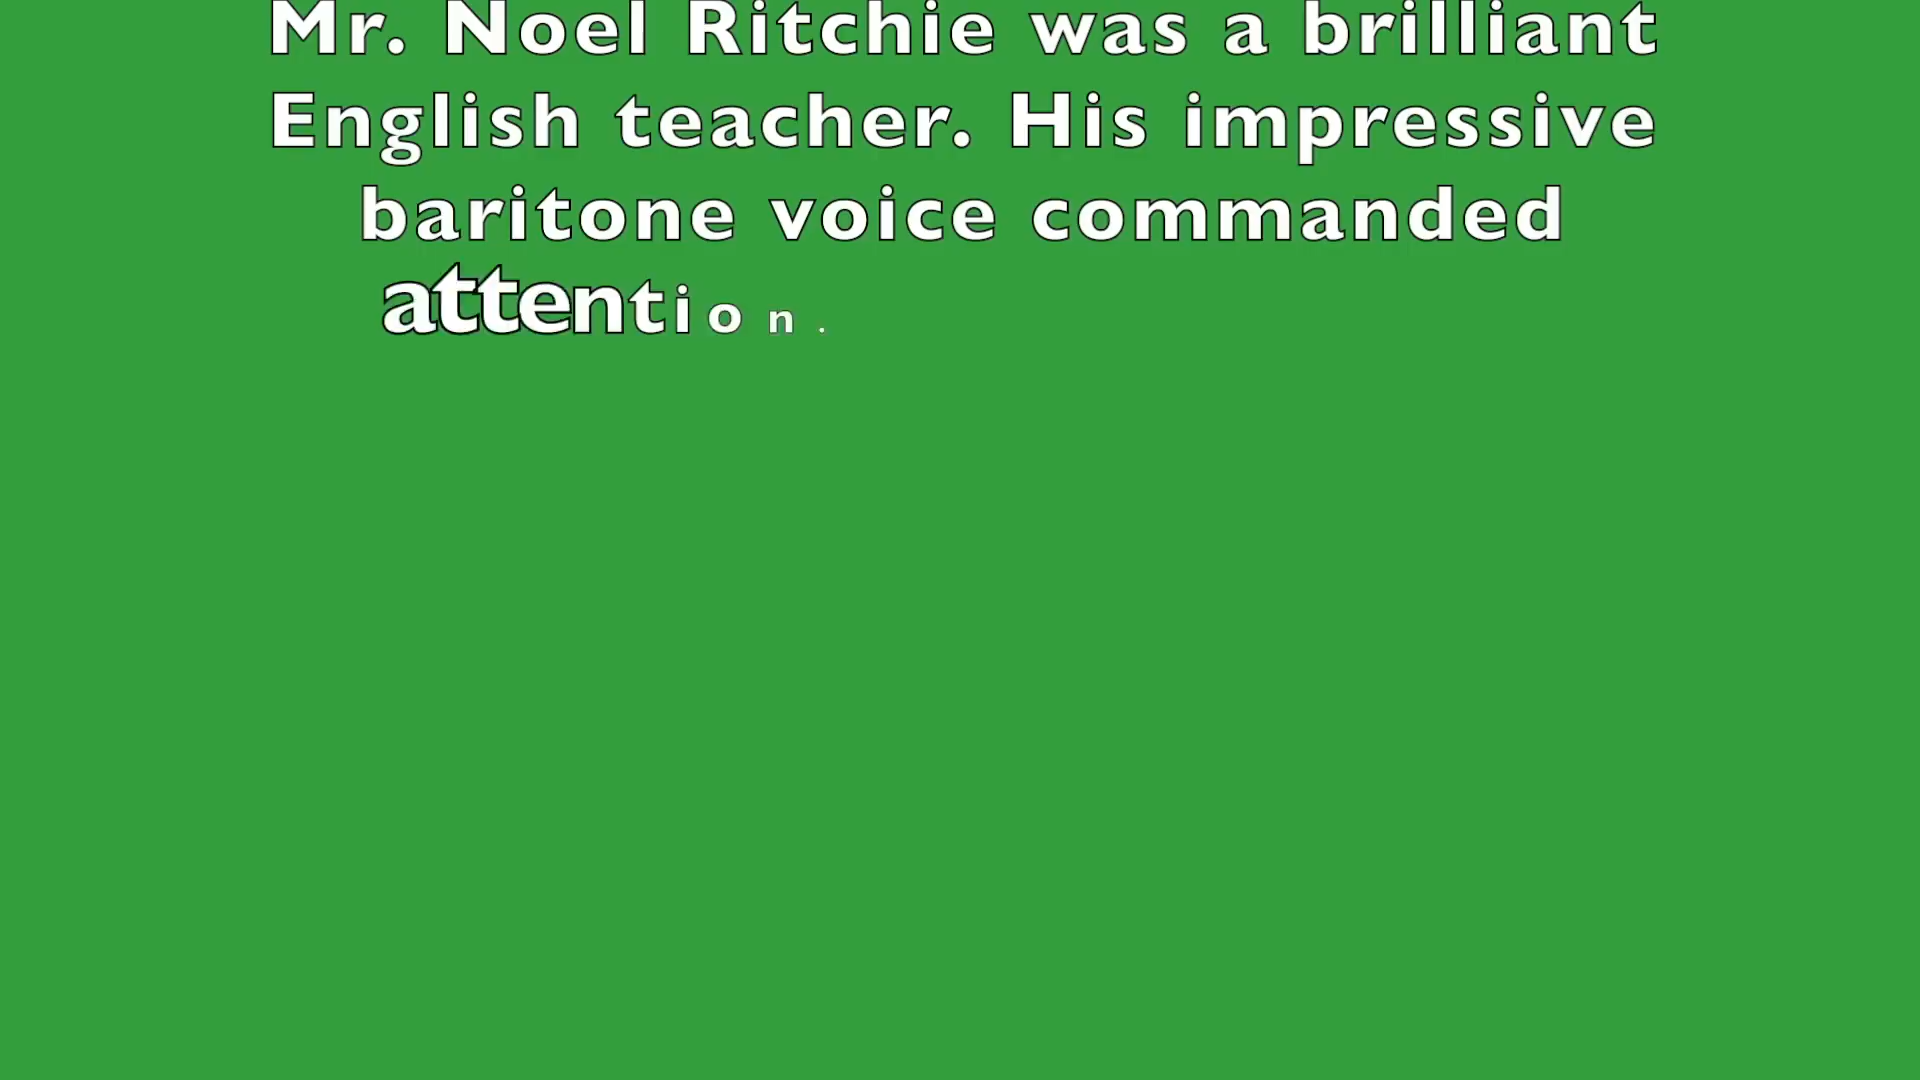 Mr. Noel Ritchie was a brilliant
English teacher. His impressive
baritone voice commanded
attention.